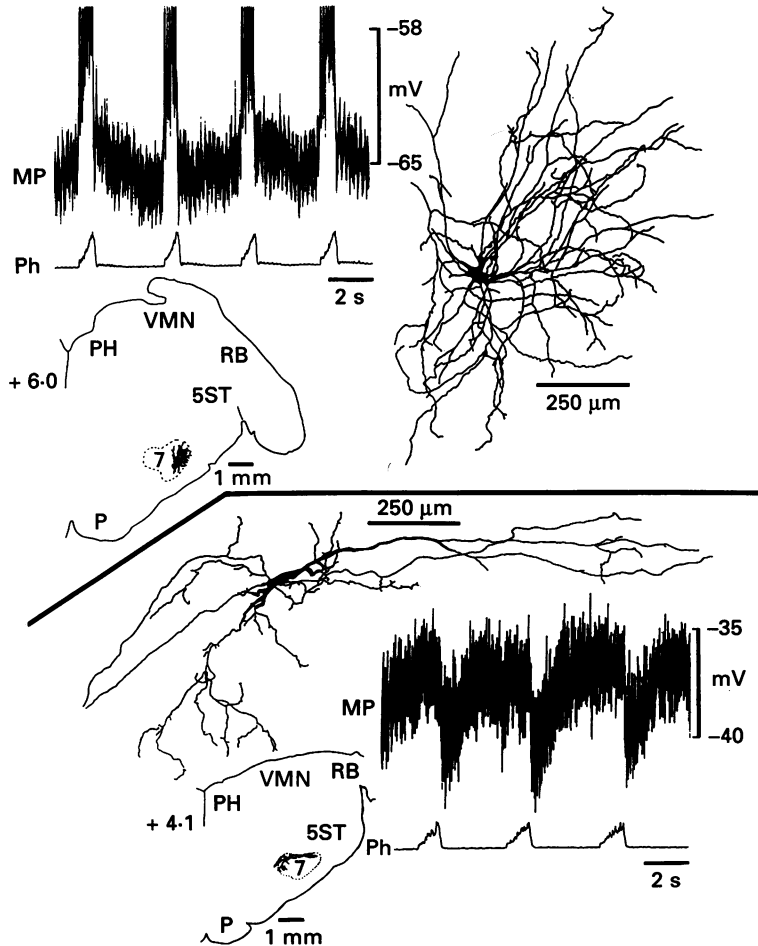 −58
mV
−65
MP
Ph
2 s
VMN
PH
RB
+ 6·0
5ST
250 μm
7
1 mm
P
250 μm
−35
mV
MP
−40
VMN
RB
PH
+ 4·1
5ST
Ph
7
2 s
P
1 mm